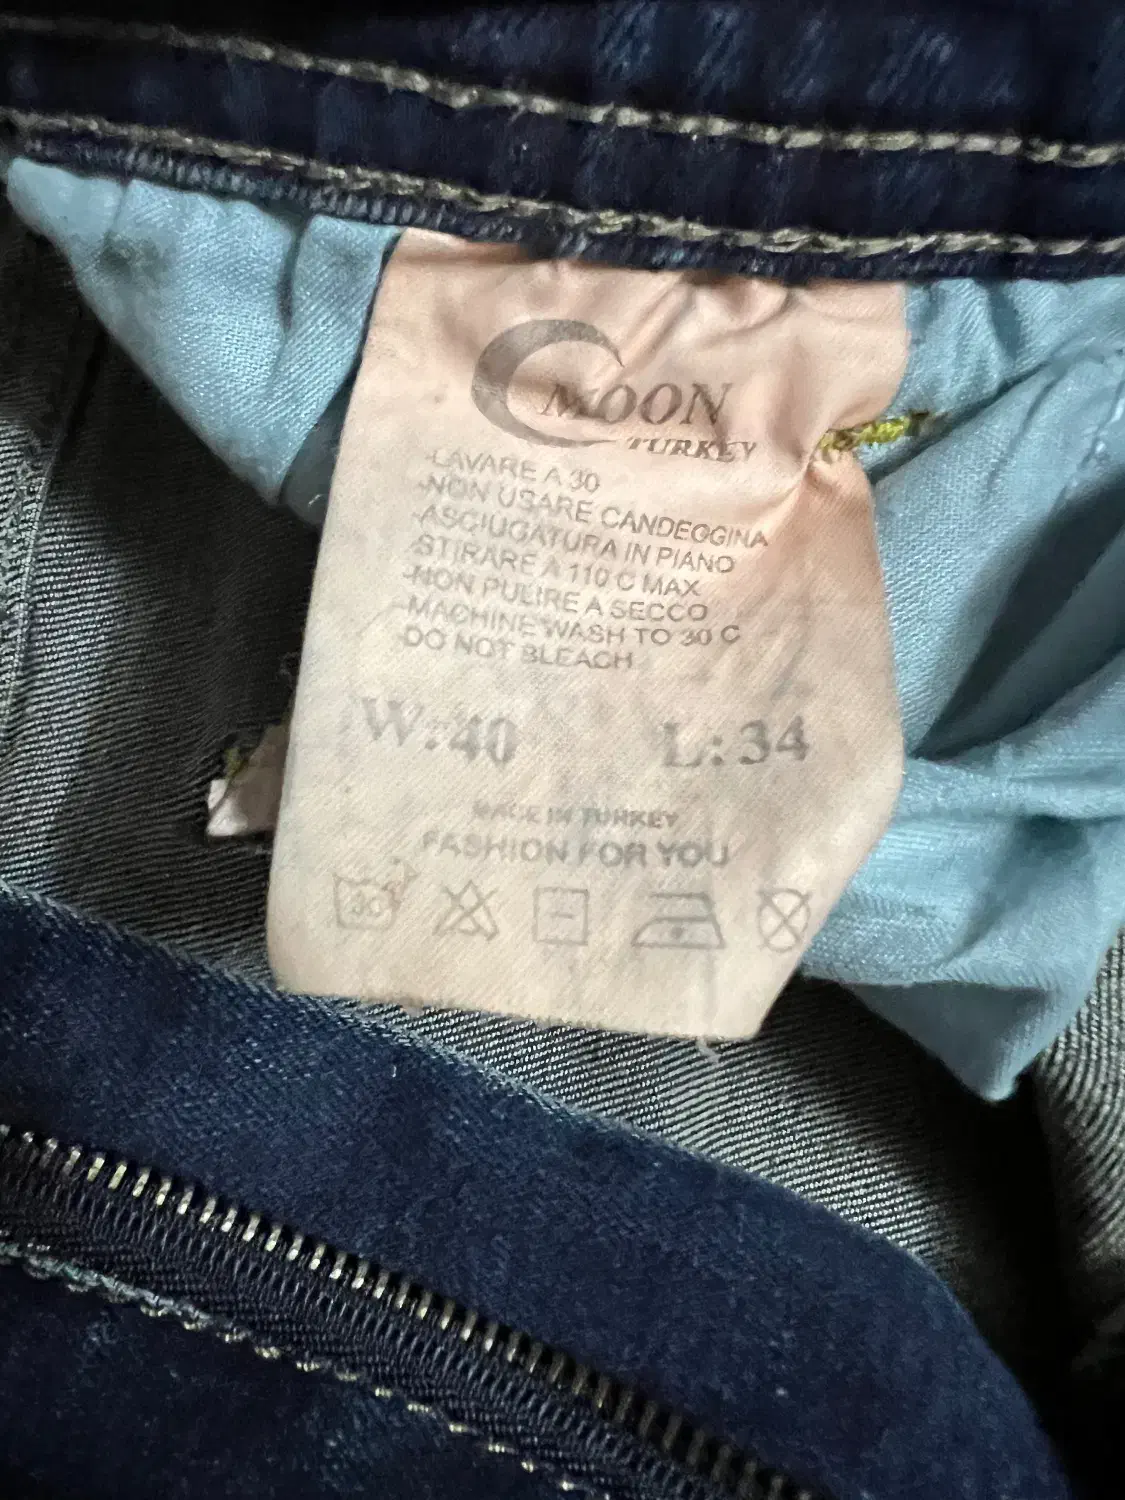 MOON
TURKEY
-LAVARE A 30
-NON USARE CANDEGGINA
-ASCIUGATURA IN PIANO
STIRARE A 110 C MAX
-NON PULIRE A SECCO
-MACHINE WASH TO 30 C
-DO NOT BLEACH
W:40 L:34
MADE IN TURKEY
FASHION FOR YOU
30